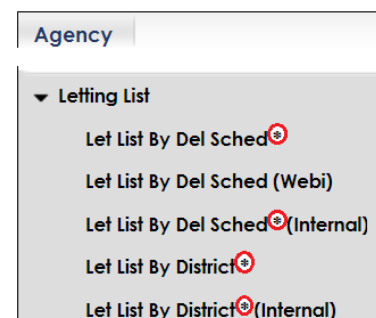 Agency
Letting List
Let List By Del Sched*
Let List By Del Sched (Webi)
Let List By Del Sched*(Internal)
Let List By District*
Let List By District*(Internal)